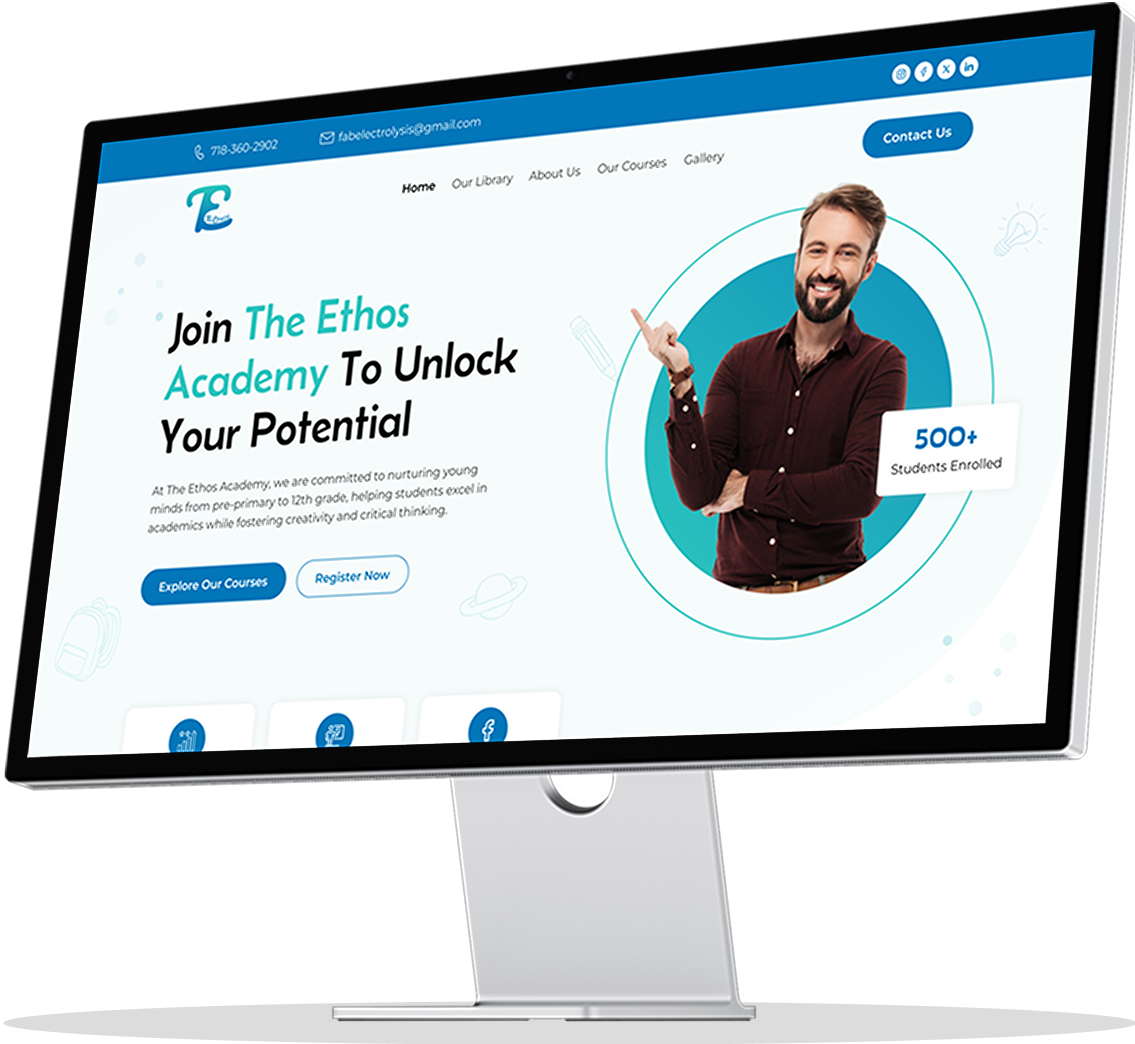 718-360-2902
fabelectrolysis@gmail.com
Contact Us
Home
Our Library
About Us
Our Courses
Gallery
Join The Ethos
Academy To Unlock
Your Potential
At The Ethos Academy, we are committed to nurturing young
minds from pre-primary to 12th grade, helping students excel in
academics while fostering creativity and critical thinking.
Explore Our Courses
Register Now
500+
Students Enrolled